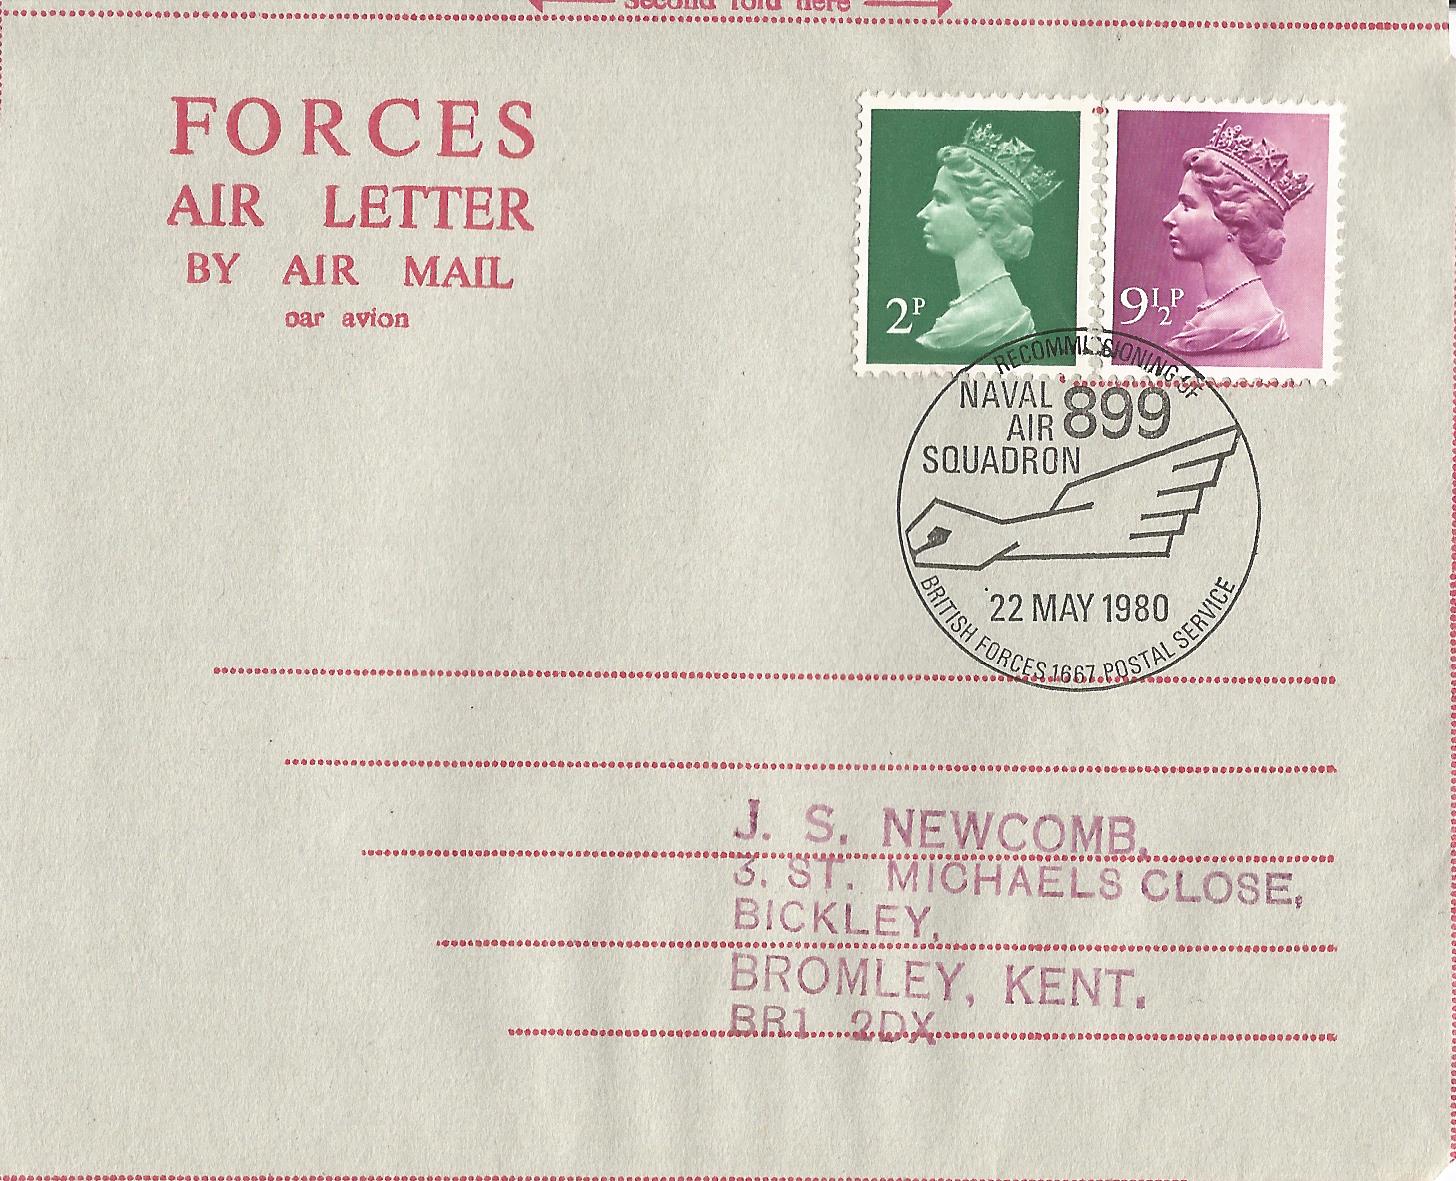 Second fold here
FORCES
AIR LETTER
BY AIR MAIL
par avion
2P
9½P
RECOMMISSIONING OF
NAVAL
AIR 899
SQUADRON
22 MAY 1980
BRITISH FORCES 1667 POSTAL SERVICE
J. S. NEWCOMB.
3. ST. MICHAELS CLOSE,
BICKLEY,
BROMLEY, KENT.
BR1 2DX